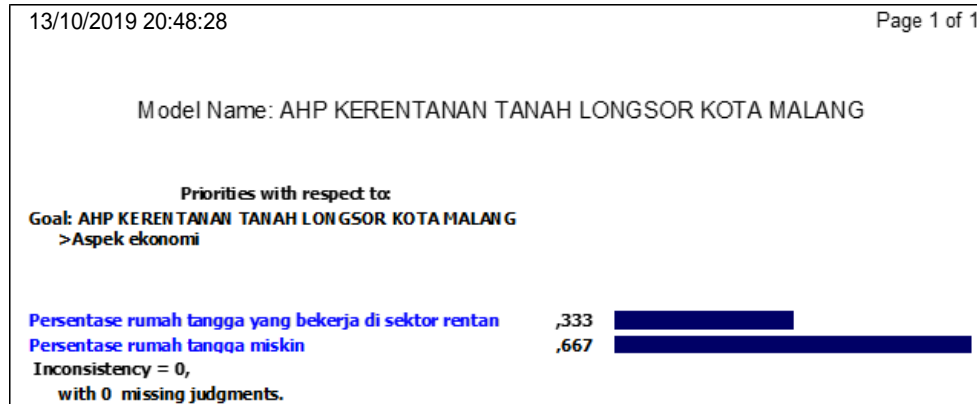 13/10/2019 20:48:28 Page 1 of 1
Model Name: AHP KERENTANAN TANAH LONGSOR KOTA MALANG
Priorities with respect to:
Goal: AHP KERENTANAN TANAH LONGSOR KOTA MALANG
>Aspek ekonomi
Persentase rumah tangga yang bekerja di sektor rentan ,333
Persentase rumah tangga miskin ,667
Inconsistency = 0,
with 0 missing judgments.